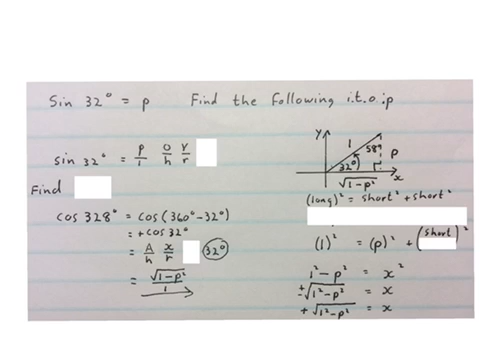 Sin 32° = p Find the following i.t.o.:p
sin 32° = p/1 O/h y/r
Find
cos 328° = cos(360°-32°)
= + cos 32°
= A/h x/r 32°
= √(1-p²)/1
y
1
58°
p
32°
x
√(1-p²)
(long)² = short² + short²
(1)² = (p)² + (short)²
1² - p² = x²
±√(1²-p²) = x
+√(1²-p²) = x